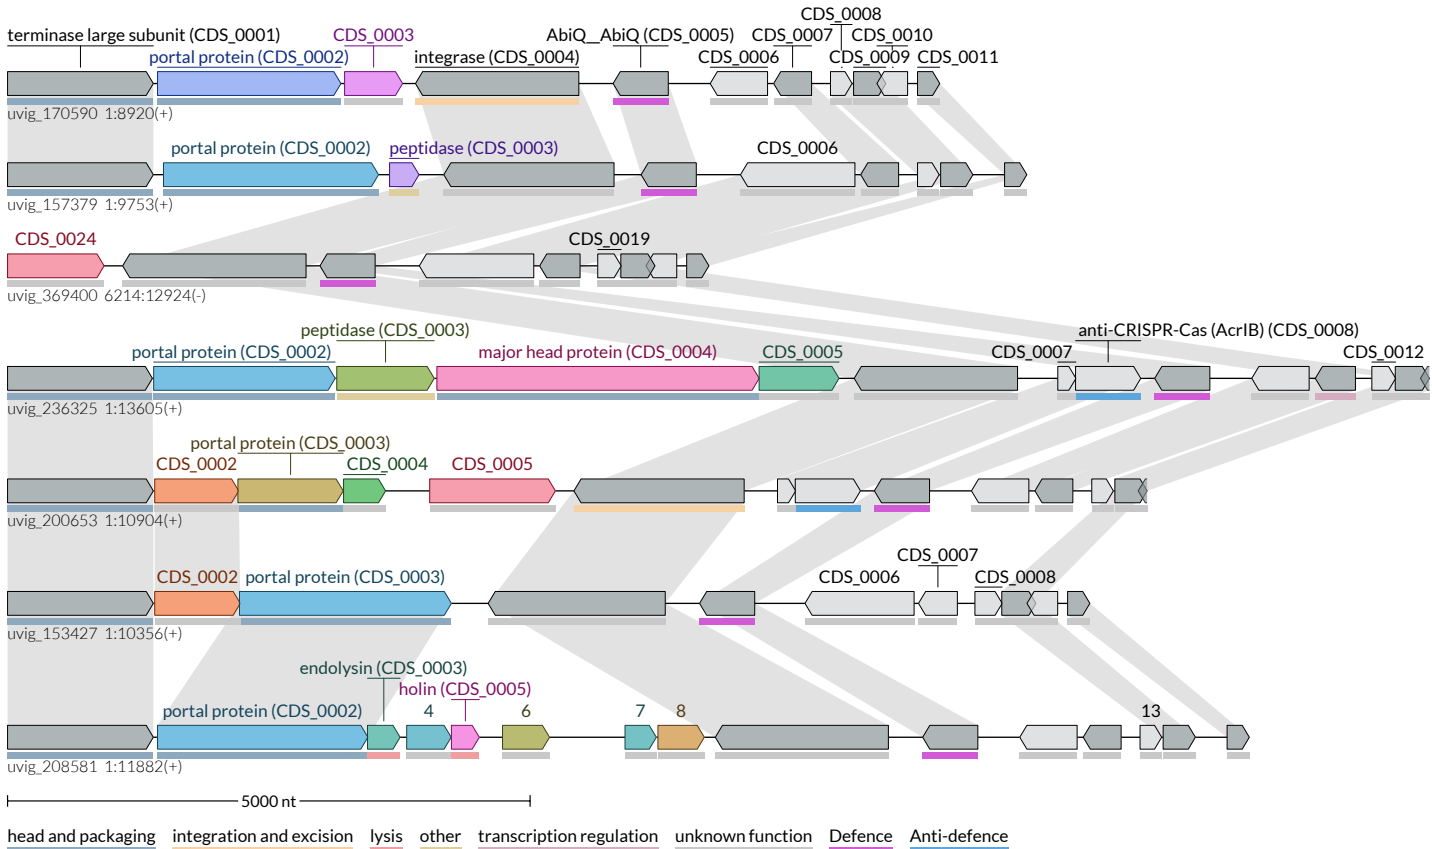 CDS_0008
terminase large subunit (CDS_0001) CDS_0003 AbiQ__AbiQ (CDS_0005) CDS_0007 CDS_0010
portal protein (CDS_0002) integrase (CDS_0004) CDS_0006 CDS_0009 CDS_0011
uvig_170590 1:8920(+)
portal protein (CDS_0002) peptidase (CDS_0003) CDS_0006
uvig_157379 1:9753(+)
CDS_0024 CDS_0019
uvig_369400 6214:12924(-)
peptidase (CDS_0003) anti-CRISPR-Cas (AcrIB) (CDS_0008)
portal protein (CDS_0002) major head protein (CDS_0004) CDS_0005 CDS_0007 CDS_0012
uvig_236325 1:13605(+)
portal protein (CDS_0003)
CDS_0002 CDS_0004 CDS_0005
uvig_200653 1:10904(+)
CDS_0007
CDS_0002 portal protein (CDS_0003) CDS_0006 CDS_0008
uvig_153427 1:10356(+)
endolysin (CDS_0003)
holin (CDS_0005)
portal protein (CDS_0002) 4 6 7 8 13
uvig_208581 1:11882(+)
5000 nt
head and packaging integration and excision lysis other transcription regulation unknown function Defence Anti-defence